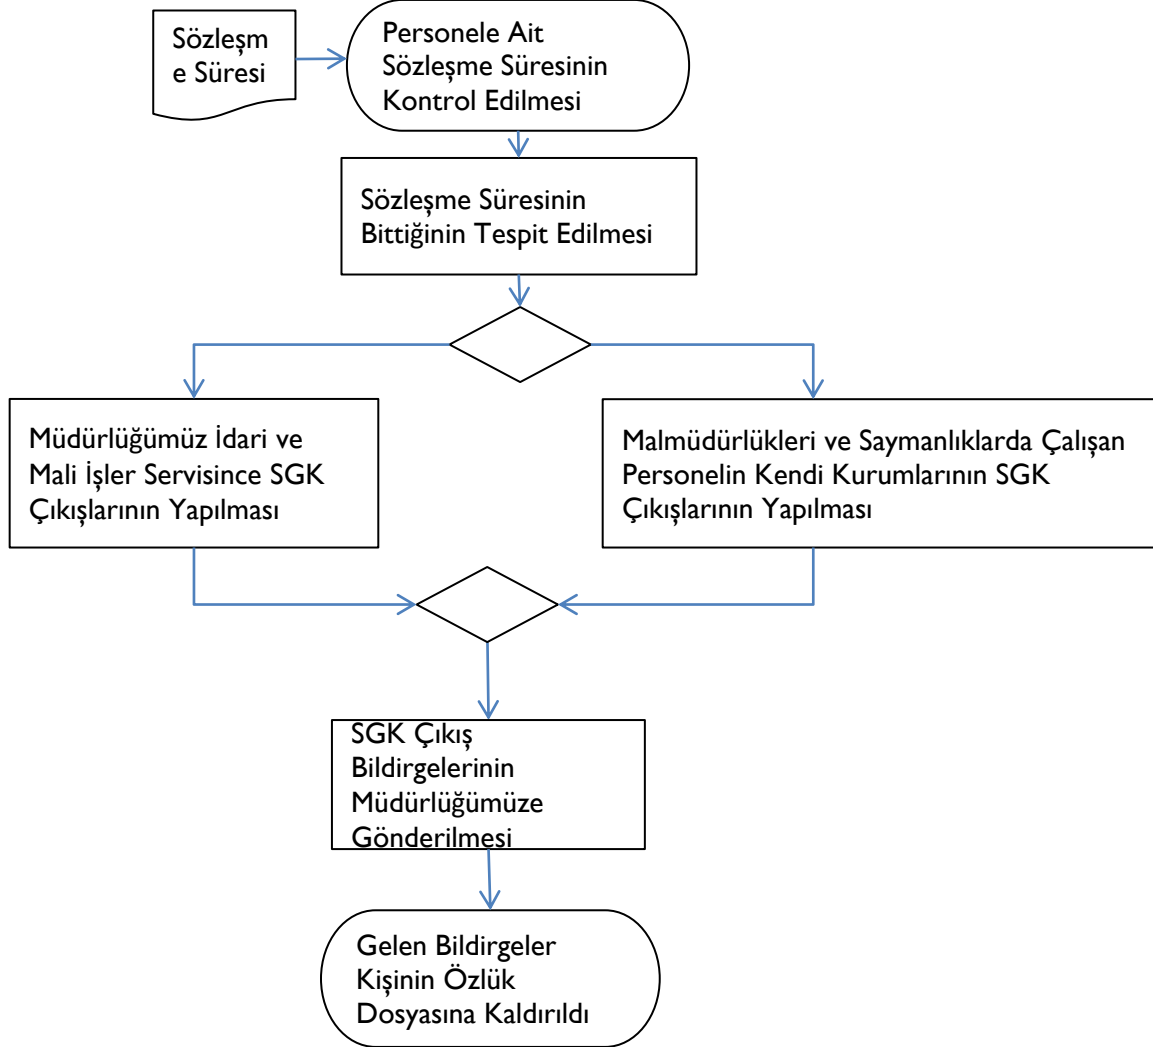 Sözleşm
e Süresi
Personele Ait
Sözleşme Süresinin
Kontrol Edilmesi
Sözleşme Süresinin
Bittiğinin Tespit Edilmesi
Müdürlüğümüz İdari ve
Mali İşler Servisince SGK
Çıkışlarının Yapılması
Malmüdürlükleri ve Saymanlıklarda Çalışan
Personelin Kendi Kurumlarının SGK
Çıkışlarının Yapılması
SGK Çıkış
Bildirgelerinin
Müdürlüğümüze
Gönderilmesi
Gelen Bildirgeler
Kişinin Özlük
Dosyasına Kaldırıldı